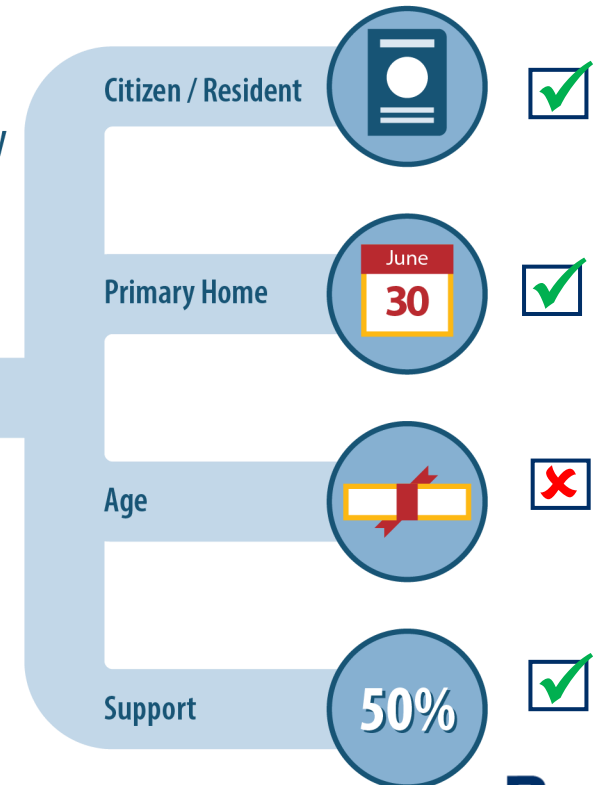 Citizen / Resident
Primary Home
June
30
Age
Support
50%